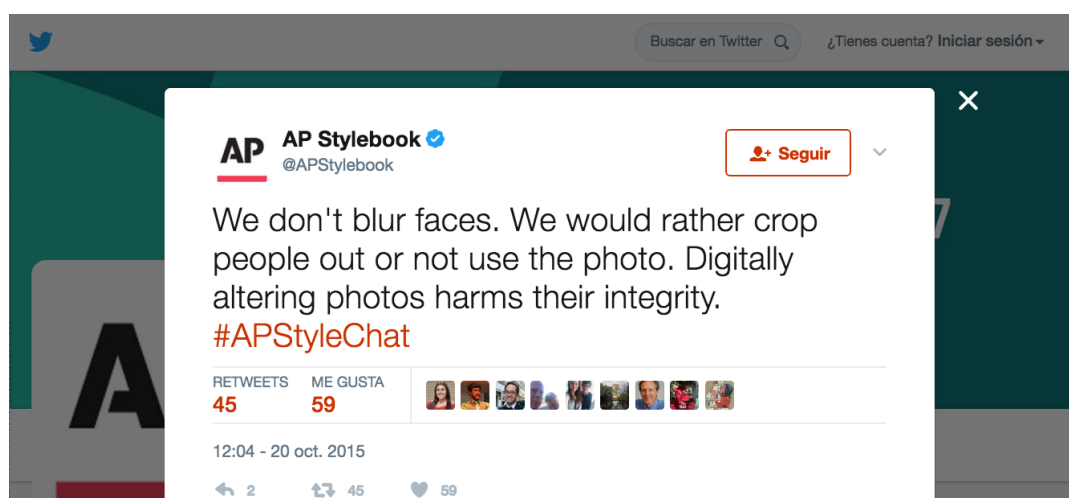 Buscar en Twitter
¿Tienes cuenta? Iniciar sesión
AP
AP Stylebook
@APStylebook
Seguir
We don't blur faces. We would rather crop
people out or not use the photo. Digitally
altering photos harms their integrity.
#APStyleChat
RETWEETS ME GUSTA
45 59
12:04 - 20 oct. 2015
2 45 59
7
A